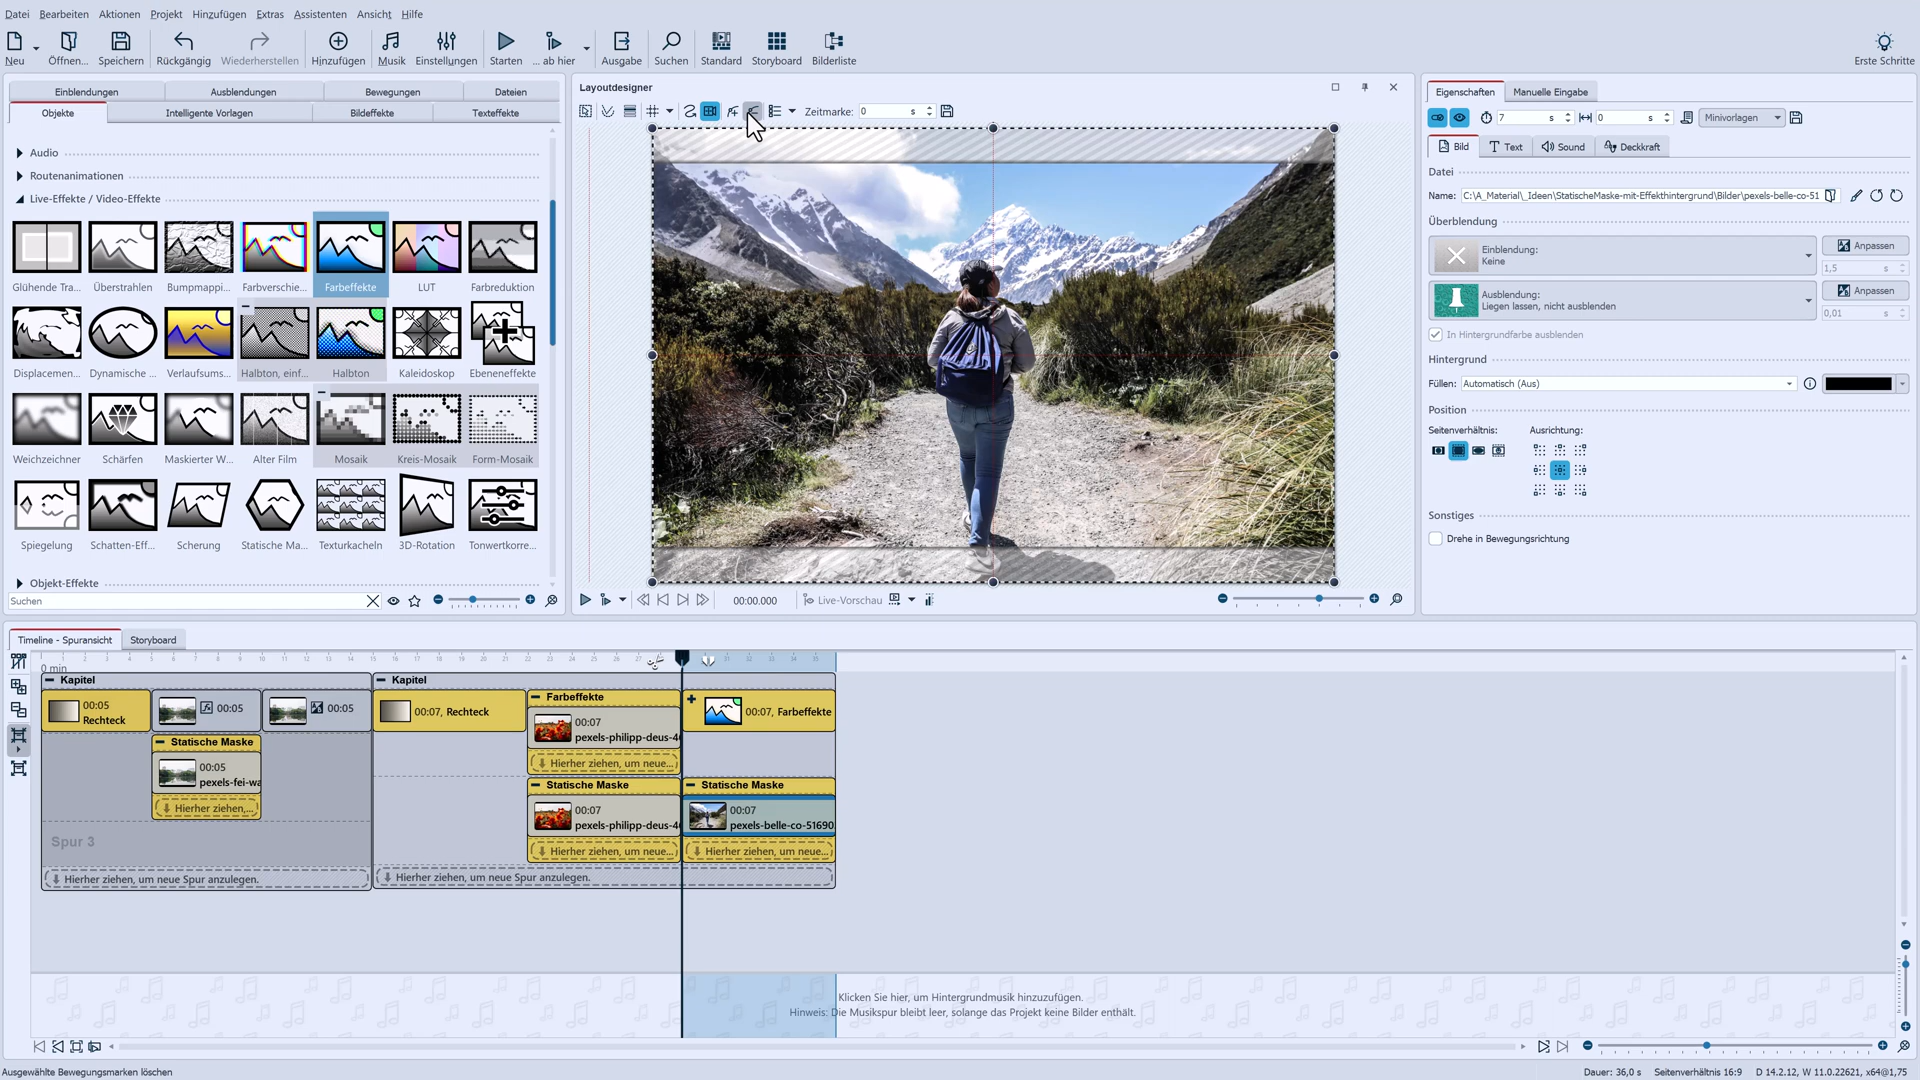 Datei Bearbeiten Aktionen Projekt Hinzufügen Extras Assistenten Ansicht Hilfe
Neu Öffnen... Speichern Rückgängig Wiederherstellen Hinzufügen Musik Einstellungen Starten ... ab hier Ausgabe Suchen Standard Storyboard Bilderliste Erste Schritte
Einblendungen Ausblendungen Bewegungen Dateien
Objekte Intelligente Vorlagen Bildeffekte Texteffekte
Audio
Routenanimationen
Live-Effekte / Video-Effekte
Glühende Tra... Überstrahlen Bumpmappi... Farbverschie... Farbeffekte LUT Farbreduktion
Displacemen... Dynamische ... Verlaufsums... Halbton, einf... Halbton Kaleidoskop Ebeneneffekte
Weichzeichner Schärfen Maskierter W... Alter Film Mosaik Kreis-Mosaik Form-Mosaik
Spiegelung Schatten-Eff... Scherung Statische Ma... Texturkacheln 3D-Rotation Tonwertkorre...
Objekt-Effekte
Suchen
Layoutdesigner
Zeitmarke: 0 s
00:00.000 Live-Vorschau
Eigenschaften Manuelle Eingabe
7 s 0 s Minivorlagen
Bild Text Sound Deckkraft
Datei
Name: C:\A_Material\_Ideen\StatischeMaske-mit-Effekthintergrund\Bilder\pexels-belle-co-51
Überblendung
Einblendung:
Keine
Anpassen
1,5 s
Ausblendung:
Liegen lassen, nicht ausblenden
Anpassen
0,01 s
In Hintergrundfarbe ausblenden
Hintergrund
Füllen: Automatisch (Aus)
Position
Seitenverhältnis: Ausrichtung:
Sonstiges
Drehe in Bewegungsrichtung
Timeline - Spuransicht Storyboard
0 min
Kapitel
00:05
Rechteck
00:05
00:05
Statische Maske
00:05
pexels-fei-wa
Hierher ziehen,...
Spur 3
Hierher ziehen, um neue Spur anzulegen.
Kapitel
00:07, Rechteck
Farbeffekte
00:07
pexels-philipp-deus-4
Hierher ziehen, um neue...
00:07, Farbeffekte
Statische Maske
00:07
pexels-philipp-deus-4
Hierher ziehen, um neue...
Statische Maske
00:07
pexels-belle-co-51690
Hierher ziehen, um neue...
Hierher ziehen, um neue Spur anzulegen.
Klicken Sie hier, um Hintergrundmusik hinzuzufügen.
Hinweis: Die Musikspur bleibt leer, solange das Projekt keine Bilder enthält.
Ausgewählte Bewegungsmarken löschen
Dauer: 36,0 s Seitenverhältnis 16:9 D 14.2.12, W 11.0.22621, x64@1,75